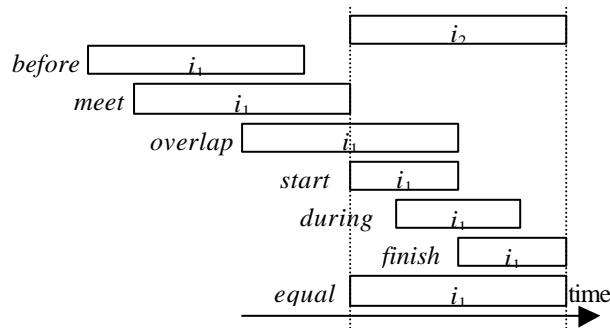 i₂
before i₁
meet i₁
overlap i₁
start i₁
during i₁
finish i₁
equal i₁ time